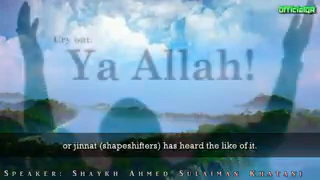 OFFICIALQA
Cry out:
Ya Allah!
or jinnat (shapeshifters) has heard the like of it.
Speaker: Shaykh Ahmed Sulaiman Khatani